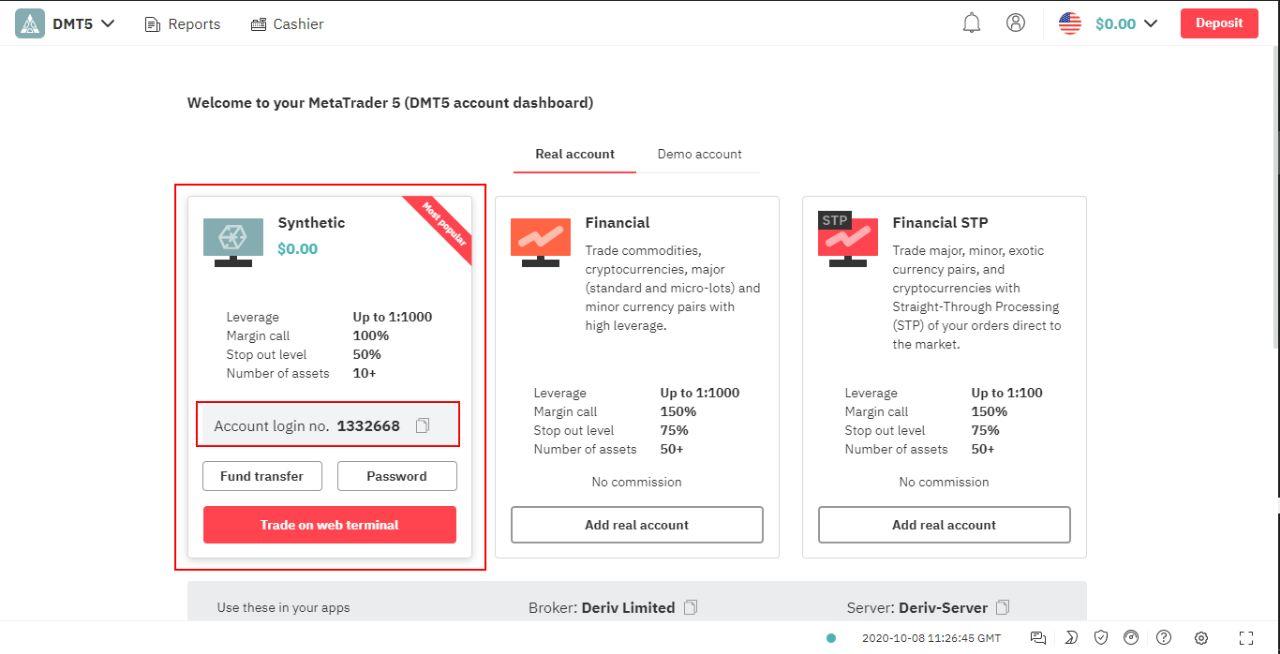 DMT5
Reports
Cashier
$0.00
Deposit
Welcome to your MetaTrader 5 (DMT5 account dashboard)
Real account
Demo account
Most popular
Synthetic
$0.00
Leverage Up to 1:1000
Margin call 100%
Stop out level 50%
Number of assets 10+
Account login no. 1332668
Fund transfer
Password
Trade on web terminal
Financial
Trade commodities,
cryptocurrencies, major
(standard and micro-lots) and
minor currency pairs with
high leverage.
Leverage Up to 1:1000
Margin call 150%
Stop out level 75%
Number of assets 50+
No commission
Add real account
STP
Financial STP
Trade major, minor, exotic
currency pairs, and
cryptocurrencies with
Straight-Through Processing
(STP) of your orders direct to
the market.
Leverage Up to 1:100
Margin call 150%
Stop out level 75%
Number of assets 50+
No commission
Add real account
Use these in your apps
Broker: Deriv Limited
Server: Deriv-Server
2020-10-08 11:26:45 GMT